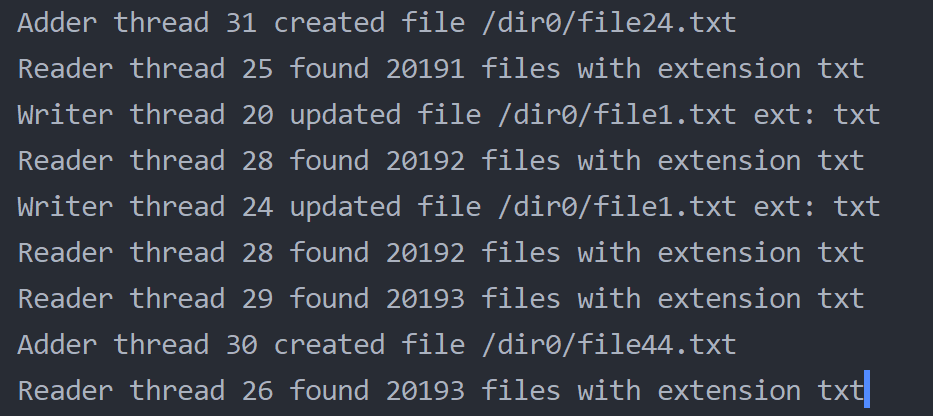 Adder thread 31 created file /dir0/file24.txt
Reader thread 25 found 20191 files with extension txt
Writer thread 20 updated file /dir0/file1.txt ext: txt
Reader thread 28 found 20192 files with extension txt
Writer thread 24 updated file /dir0/file1.txt ext: txt
Reader thread 28 found 20192 files with extension txt
Reader thread 29 found 20193 files with extension txt
Adder thread 30 created file /dir0/file44.txt
Reader thread 26 found 20193 files with extension txt